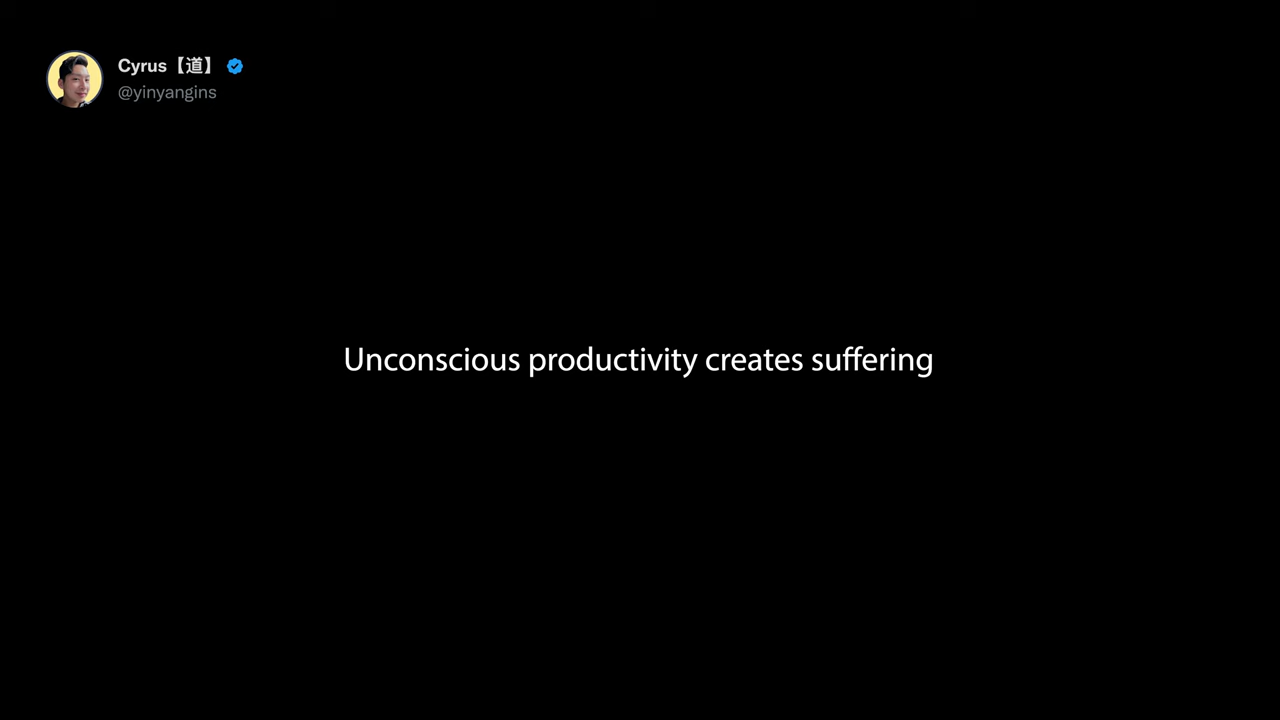 Cyrus【道】
@yinyangins
Unconscious productivity creates suffering